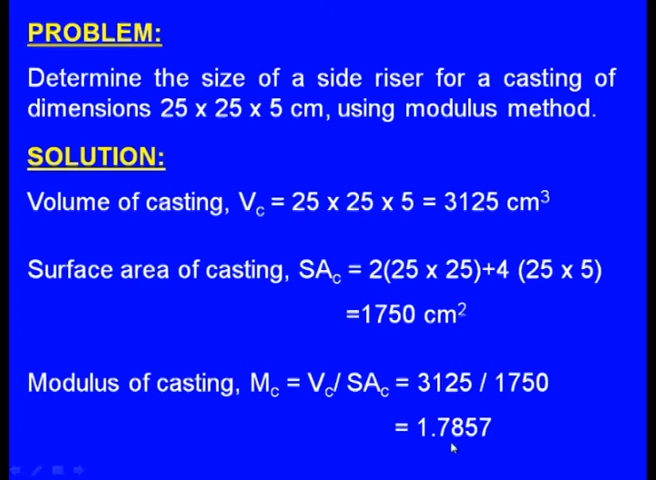 PROBLEM:
Determine the size of a side riser for a casting of
dimensions 25 x 25 x 5 cm, using modulus method.
SOLUTION:
Volume of casting, Vc = 25 x 25 x 5 = 3125 cm³
Surface area of casting, SAc = 2(25 x 25)+4 (25 x 5)
=1750 cm²
Modulus of casting, Mc = Vc/ SAc = 3125 / 1750
= 1.7857